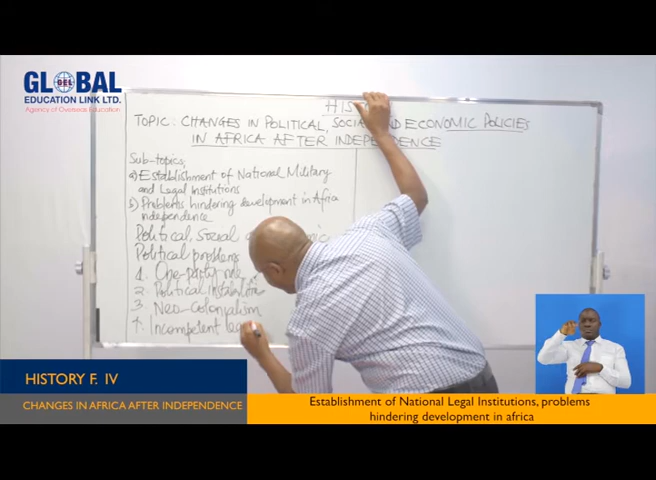 GLOBAL
GEL
EDUCATION LINK LTD.
Agency of Overseas Education
HIS
TOPIC: CHANGES IN POLITICAL, SOCIAL AND ECONOMIC POLICIES
IN AFRICA AFTER INDEPENDENCE
Sub-topics;
a) Establishment of National Military
and Legal Institutions
b) Problems hindering development in Africa
independence
Political, Social
Political problems
1. One-party rule
2. Political Instability
3. Neo-colonialism
4. Incompetent
HISTORY F. IV
CHANGES IN AFRICA AFTER INDEPENDENCE
Establishment of National Legal Institutions, problems
hindering development in africa